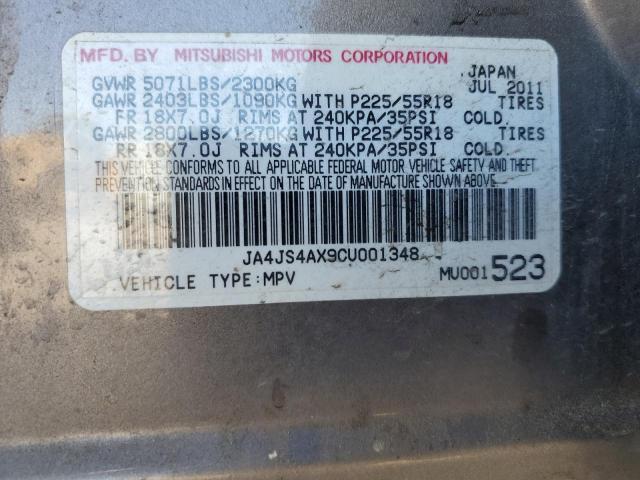 MFD. BY MITSUBISHI MOTORS CORPORATION
GVWR 5071LBS/2300KG JAPAN JUL 2011
GAWR 2403LBS/1090KG WITH P225/55R18 TIRES
FR 18X7.0J RIMS AT 240KPA/35PSI COLD.
GAWR 2800LBS/1270KG WITH P225/55R18 TIRES
RR 18X7.0J RIMS AT 240KPA/35PSI COLD.
THIS VEHICLE CONFORMS TO ALL APPLICABLE FEDERAL MOTOR VEHICLE SAFETY AND THEFT
PREVENTION STANDARDS IN EFFECT ON THE DATE OF MANUFACTURE SHOWN ABOVE.
JA4JS4AX9CU001348
VEHICLE TYPE:MPV MU001523